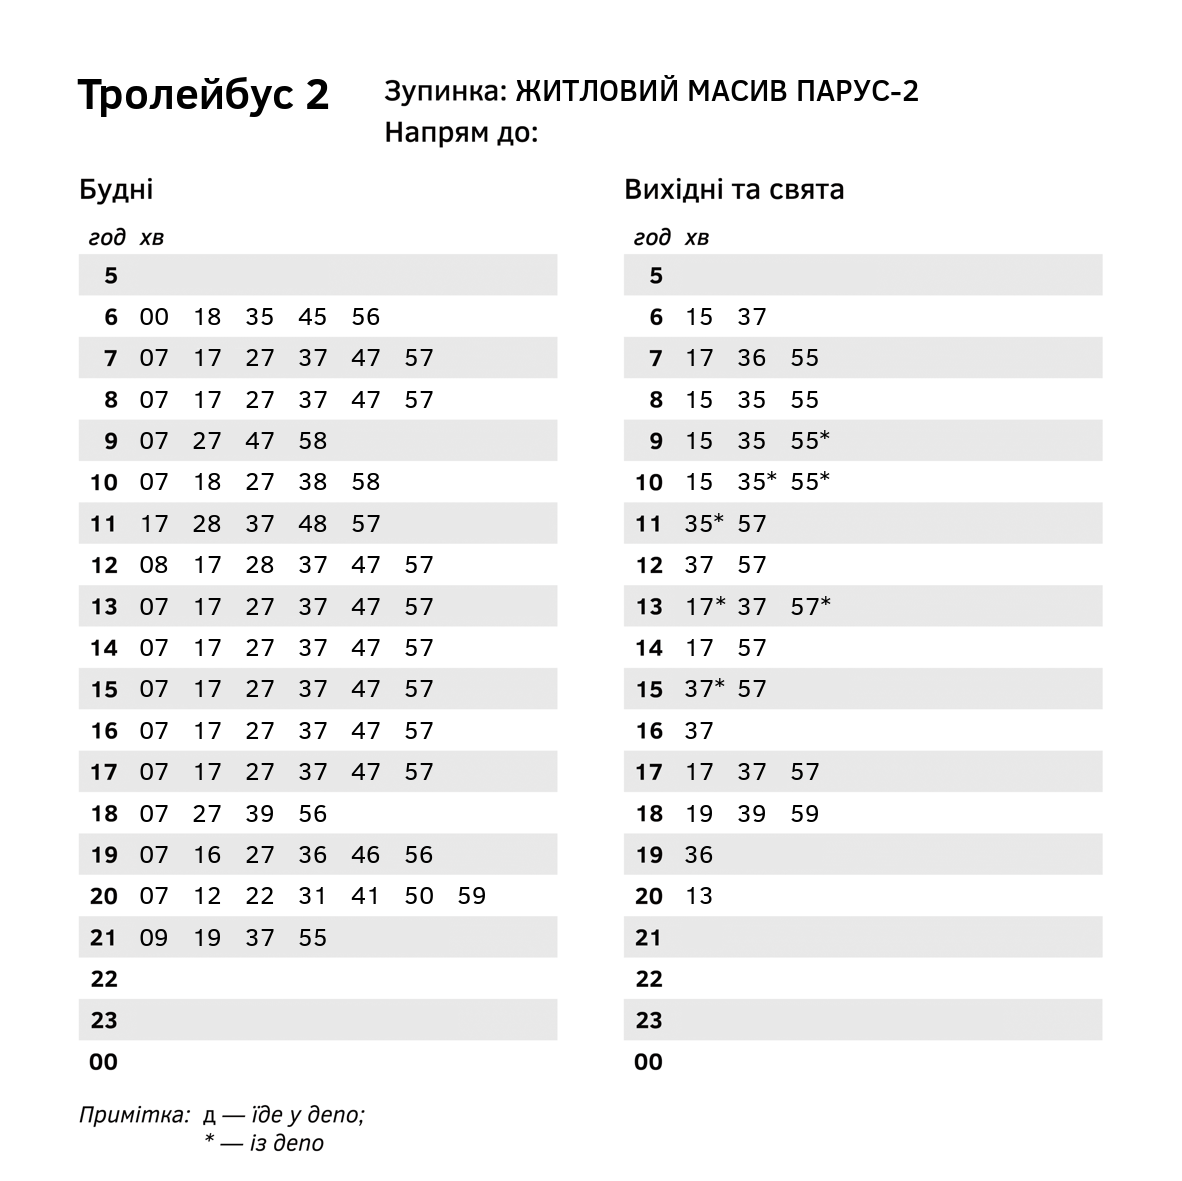 Тролейбус 2
Зупинка: ЖИТЛОВИЙ МАСИВ ПАРУС-2
Напрям до:
Будні
год хв
5
6 00 18 35 45 56
7 07 17 27 37 47 57
8 07 17 27 37 47 57
9 07 27 47 58
10 07 18 27 38 58
11 17 28 37 48 57
12 08 17 28 37 47 57
13 07 17 27 37 47 57
14 07 17 27 37 47 57
15 07 17 27 37 47 57
16 07 17 27 37 47 57
17 07 17 27 37 47 57
18 07 27 39 56
19 07 16 27 36 46 56
20 07 12 22 31 41 50 59
21 09 19 37 55
22
23
00
Вихідні та свята
год хв
5
6 15 37
7 17 36 55
8 15 35 55
9 15 35 55*
10 15 35* 55*
11 35* 57
12 37 57
13 17* 37 57*
14 17 57
15 37* 57
16 37
17 17 37 57
18 19 39 59
19 36
20 13
21
22
23
00
Примітка: д — їде у депо;
* — із депо